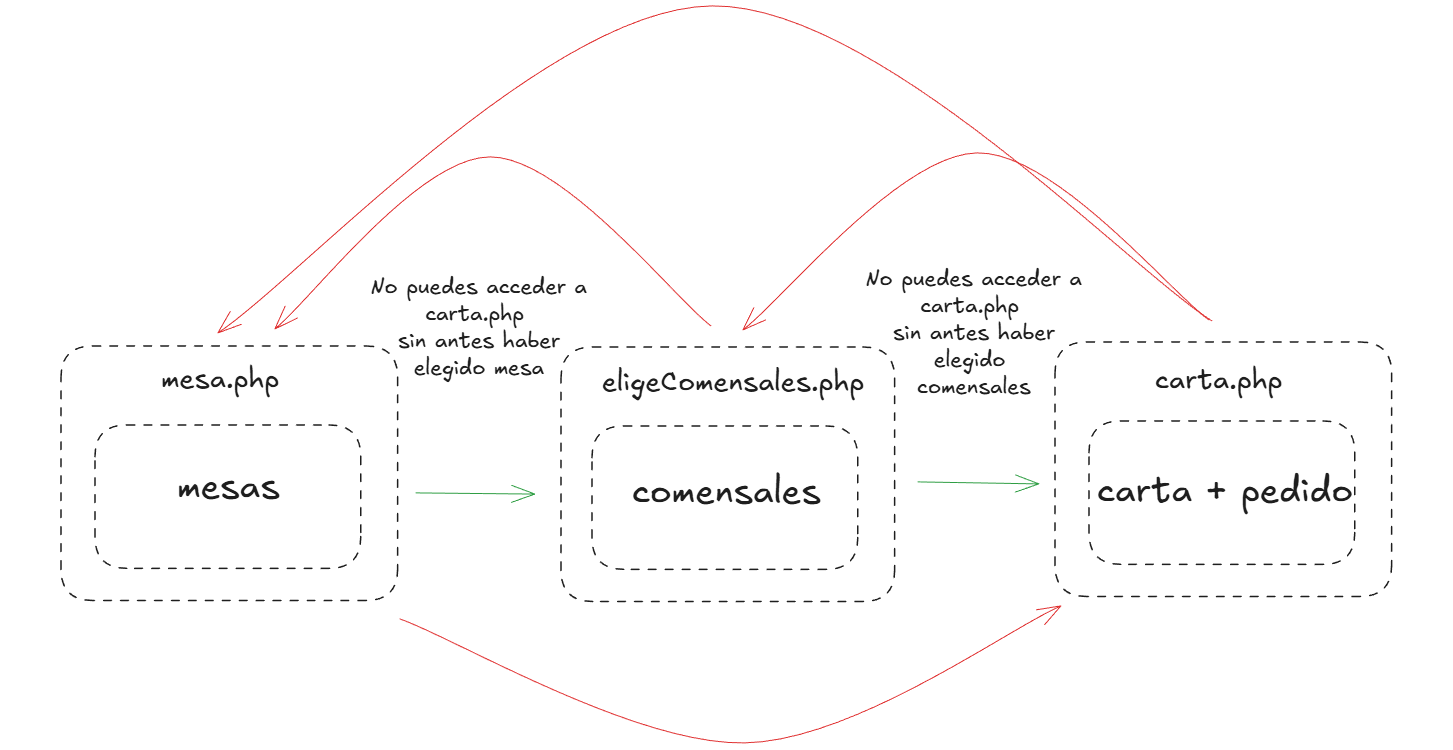 No puedes acceder a
carta.php
sin antes haber
elegido mesa
No puedes acceder a
carta.php
sin antes haber
elegido
comensales
mesa.php
mesas
eligeComensales.php
comensales
carta.php
carta + pedido